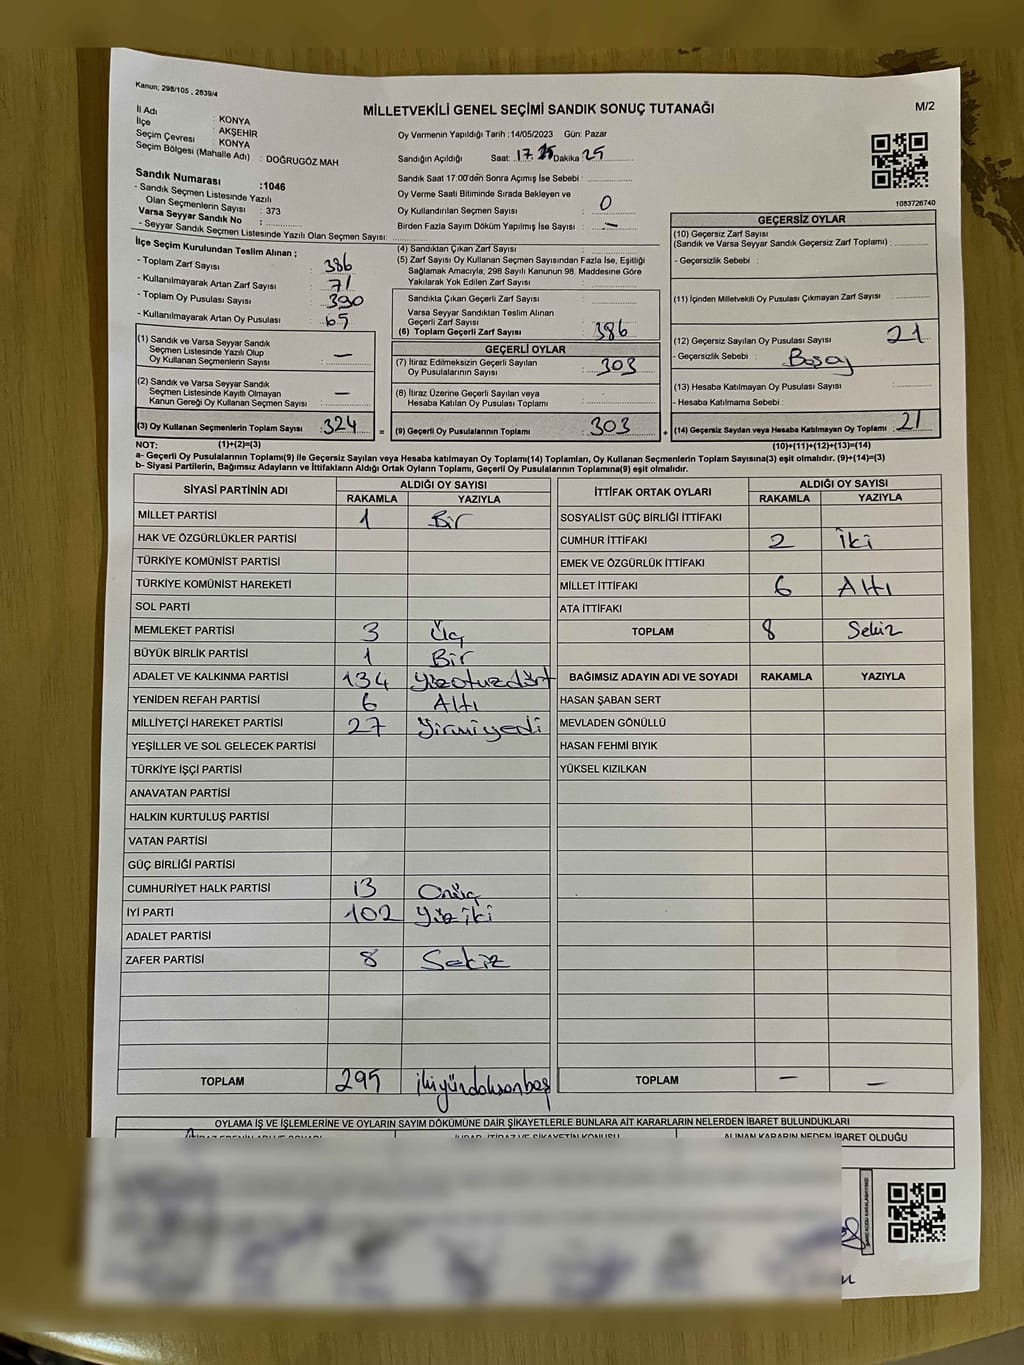 Kanun; 298/105 , 2839/4
MİLLETVEKİLİ GENEL SEÇİMİ SANDIK SONUÇ TUTANAĞI
M/2
İl Adı : KONYA
İlçe : AKŞEHİR
Seçim Çevresi : KONYA
Seçim Bölgesi (Mahalle Adı) : DOĞRUGÖZ MAH
Sandık Numarası :1046
- Sandık Seçmen Listesinde Yazılı
Olan Seçmenlerin Sayısı : 373
Varsa Seyyar Sandık No :
- Seyyar Sandık Seçmen Listesinde Yazılı Olan Seçmen Sayısı:
Oy Vermenin Yapıldığı Tarih :14/05/2023 Gün: Pazar
Sandığın Açıldığı Saat: 17 Dakika 25
Sandık Saat 17:00'den Sonra Açımış İse Sebebi :
Oy Verme Saati Bitiminde Sırada Bekleyen ve
Oy Kullandırılan Seçmen Sayısı : 0
Birden Fazla Sayım Döküm Yapılmış İse Sayısı : —
1083726740
İlçe Seçim Kurulundan Teslim Alınan ;
- Toplam Zarf Sayısı : 386
- Kullanılmayarak Artan Zarf Sayısı : 71
- Toplam Oy Pusulası Sayısı : 390
- Kullanılmayarak Artan Oy Pusulası : 65
(1) Sandık ve Varsa Seyyar Sandık
Seçmen Listesinde Yazılı Olup
Oy Kullanan Seçmenlerin Sayısı : —
(2) Sandık ve Varsa Seyyar Sandık
Seçmen Listesinde Kayıtlı Olmayan
Kanun Gereği Oy Kullanan Seçmen Sayısı : —
(3) Oy Kullanan Seçmenlerin Toplam Sayısı : 324 =
(4) Sandıktan Çıkan Zarf Sayısı :
(5) Zarf Sayısı Oy Kullanan Seçmen Sayısından Fazla İse, Eşitliği
Sağlamak Amacıyla; 298 Sayılı Kanunun 98. Maddesine Göre
Yakılarak Yok Edilen Zarf Sayısı :
Sandıkta Çıkan Geçerli Zarf Sayısı :
Varsa Seyyar Sandıktan Teslim Alınan
Geçerli Zarf Sayısı :
(6) Toplam Geçerli Zarf Sayısı : 386
GEÇERLİ OYLAR
(7) İtiraz Edilmeksizin Geçerli Sayılan
Oy Pusulalarının Sayısı : 303
(8) İtiraz Üzerine Geçerli Sayılan veya
Hesaba Katılan Oy Pusulası Toplamı :
(9) Geçerli Oy Pusulalarının Toplamı : 303 +
GEÇERSİZ OYLAR
(10) Geçersiz Zarf Sayısı
(Sandık ve Varsa Seyyar Sandık Geçersiz Zarf Toplamı) :
- Geçersizlik Sebebi :
(11) İçinden Milletvekili Oy Pusulası Çıkmayan Zarf Sayısı :
(12) Geçersiz Sayılan Oy Pusulası Sayısı : 21
- Geçersizlik Sebebi :
(13) Hesaba Katılmayan Oy Pusulası Sayısı :
- Hesaba Katılmama Sebebi :
(14) Geçersiz Sayılan veya Hesaba Katılmayan Oy Toplamı : 21
NOT: (1)+(2)=(3) (10)+(11)+(12)+(13)=(14)
a- Geçerli Oy Pusulalarının Toplamı(9) ile Geçersiz Sayılan veya Hesaba Katılmayan Oy Pusulası Toplamı(14) Toplamları, Oy Kullanan Seçmenlerin Toplam Sayısına(3) eşit olmalıdır. (9)+(14)=(3)
b- Siyasi Partilerin, Bağımsız Adayların ve İttifakların Aldığı Ortak Oyların Toplamı, Geçerli Oy Pusulalarının Toplamına(9) eşit olmalıdır.
SİYASİ PARTİNİN ADI ALDIĞI OY SAYISI
RAKAMLA YAZIYLA
MİLLET PARTİSİ 1 Bir
HAK VE ÖZGÜRLÜKLER PARTİSİ
TÜRKİYE KOMÜNİST PARTİSİ
TÜRKİYE KOMÜNİST HAREKETİ
SOL PARTİ
MEMLEKET PARTİSİ 3 Üç
BÜYÜK BİRLİK PARTİSİ 1 Bir
ADALET VE KALKINMA PARTİSİ 134 Yüzotuzdört
YENİDEN REFAH PARTİSİ 6 Altı
MİLLİYETÇİ HAREKET PARTİSİ 27 Yirmiyedi
YEŞİLLER VE SOL GELECEK PARTİSİ
TÜRKİYE İŞÇİ PARTİSİ
ANAVATAN PARTİSİ
HALKIN KURTULUŞ PARTİSİ
VATAN PARTİSİ
GÜÇ BİRLİĞİ PARTİSİ
CUMHURİYET HALK PARTİSİ 13 Onüç
İYİ PARTİ 102 Yüziki
ADALET PARTİSİ
ZAFER PARTİSİ 8 Sekiz
TOPLAM 295 ikiyüzdoksanbeş
İTTİFAK ORTAK OYLARI ALDIĞI OY SAYISI
RAKAMLA YAZIYLA
SOSYALİST GÜÇ BİRLİĞİ İTTİFAKI
CUMHUR İTTİFAKI 2 İki
EMEK VE ÖZGÜRLÜK İTTİFAKI
MİLLET İTTİFAKI 6 Altı
ATA İTTİFAKI
TOPLAM 8 Sekiz
BAĞIMSIZ ADAYIN ADI VE SOYADI RAKAMLA YAZIYLA
HASAN ŞABAN SERT
MEVLADEN GÖNÜLLÜ
HASAN FEHMİ BIYIK
YÜKSEL KIZILKAN
TOPLAM — —
OYLAMA İŞ VE İŞLEMLERİNE VE OYLARIN SAYIM DÖKÜMÜNE DAİR ŞİKAYETLERLE BUNLARA AİT KARARLARIN NELERDEN İBARET BULUNDUKLARI
ALINAN KARARIN NEDEN İBARET OLDUĞU